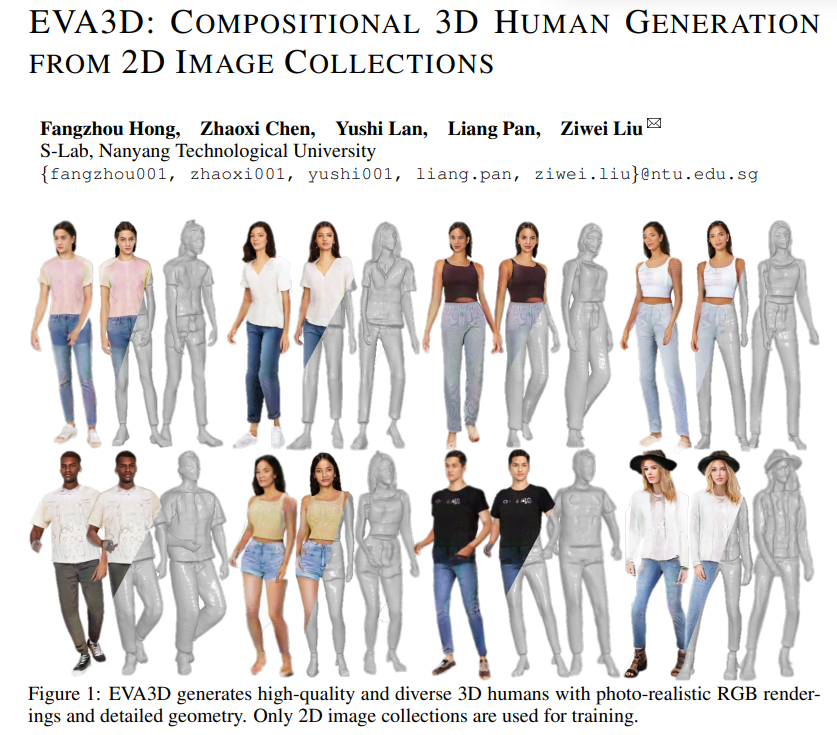 EVA3D: COMPOSITIONAL 3D HUMAN GENERATION
FROM 2D IMAGE COLLECTIONS
Fangzhou Hong, Zhaoxi Chen, Yushi Lan, Liang Pan, Ziwei Liu
S-Lab, Nanyang Technological University
{fangzhou001, zhaoxi001, yushi001, liang.pan, ziwei.liu}@ntu.edu.sg
Figure 1: EVA3D generates high-quality and diverse 3D humans with photo-realistic RGB render-
ings and detailed geometry. Only 2D image collections are used for training.